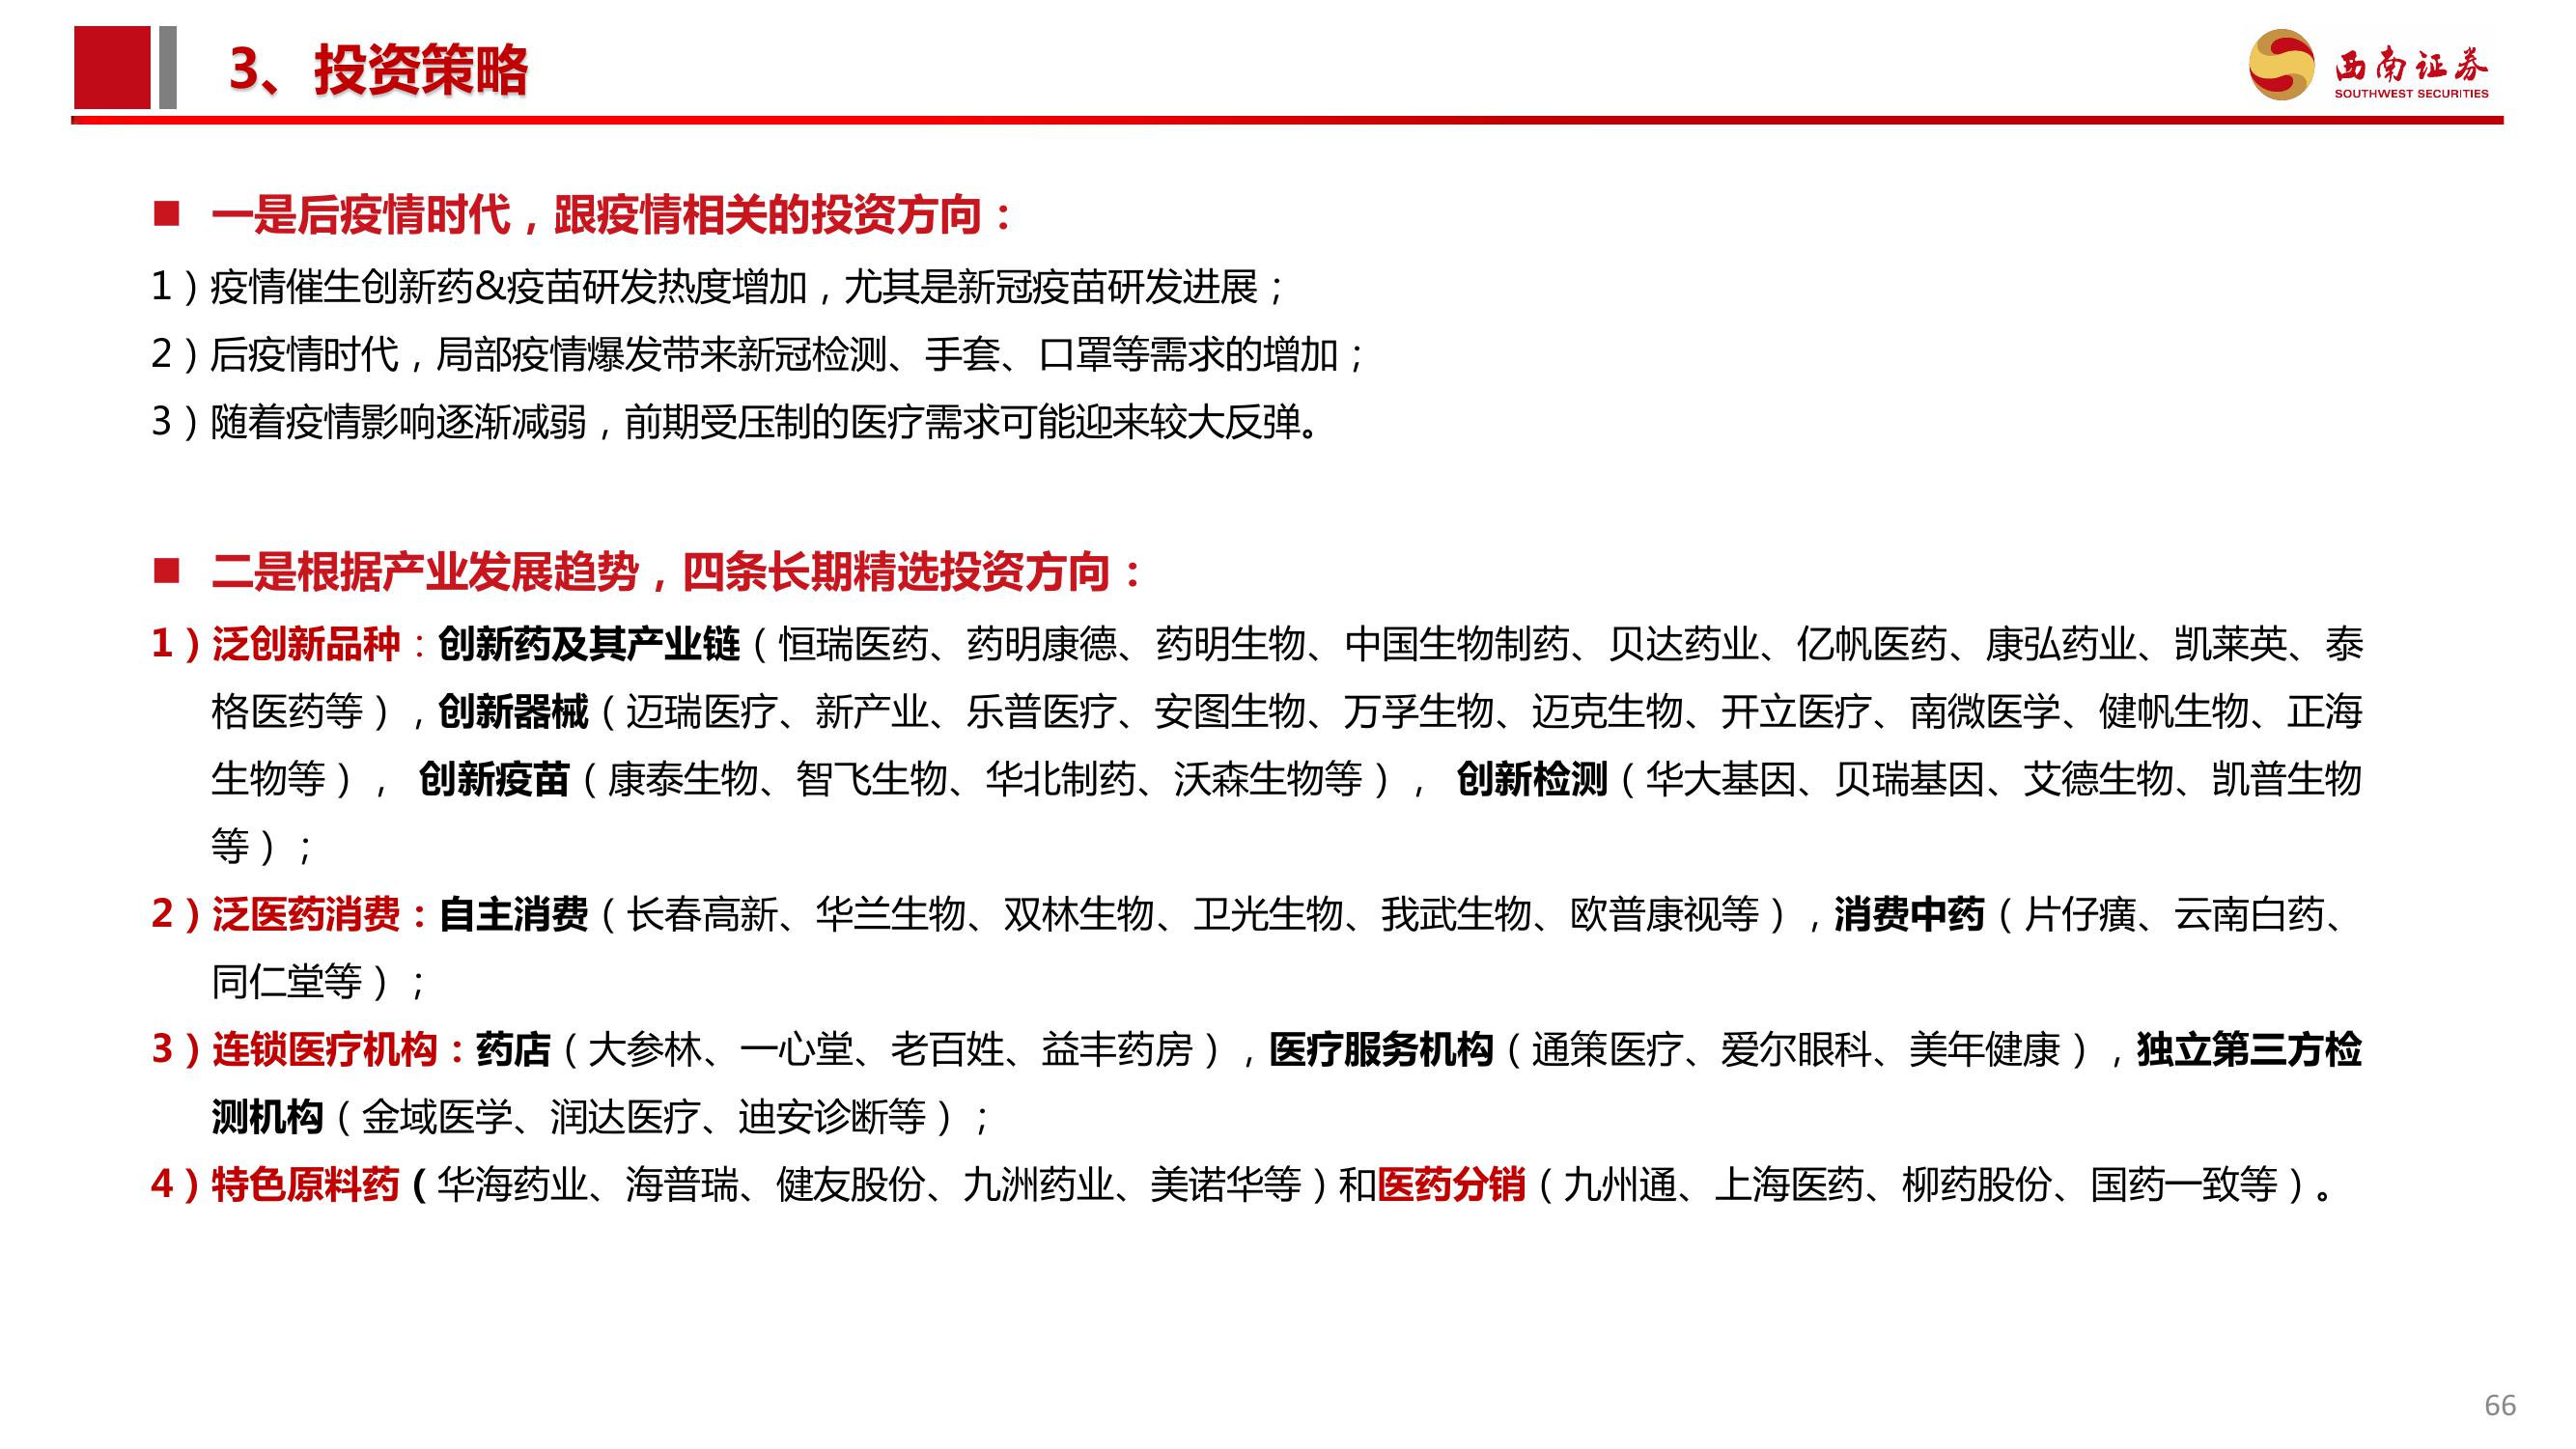 3、投资策略
西南证券
SOUTHWEST SECURITIES
■ 一是后疫情时代，跟疫情相关的投资方向：
1）疫情催生创新药&疫苗研发热度增加，尤其是新冠疫苗研发进展；
2）后疫情时代，局部疫情爆发带来新冠检测、手套、口罩等需求的增加；
3）随着疫情影响逐渐减弱，前期受压制的医疗需求可能迎来较大反弹。
■ 二是根据产业发展趋势，四条长期精选投资方向：
1）泛创新品种：创新药及其产业链（恒瑞医药、药明康德、药明生物、中国生物制药、贝达药业、亿帆医药、康弘药业、凯莱英、泰
格医药等），创新器械（迈瑞医疗、新产业、乐普医疗、安图生物、万孚生物、迈克生物、开立医疗、南微医学、健帆生物、正海
生物等）， 创新疫苗（康泰生物、智飞生物、华北制药、沃森生物等）， 创新检测（华大基因、贝瑞基因、艾德生物、凯普生物
等）；
2）泛医药消费：自主消费（长春高新、华兰生物、双林生物、卫光生物、我武生物、欧普康视等），消费中药（片仔癀、云南白药、
同仁堂等）；
3）连锁医疗机构：药店（大参林、一心堂、老百姓、益丰药房），医疗服务机构（通策医疗、爱尔眼科、美年健康），独立第三方检
测机构（金域医学、润达医疗、迪安诊断等）；
4）特色原料药（华海药业、海普瑞、健友股份、九洲药业、美诺华等）和医药分销（九州通、上海医药、柳药股份、国药一致等）。
66